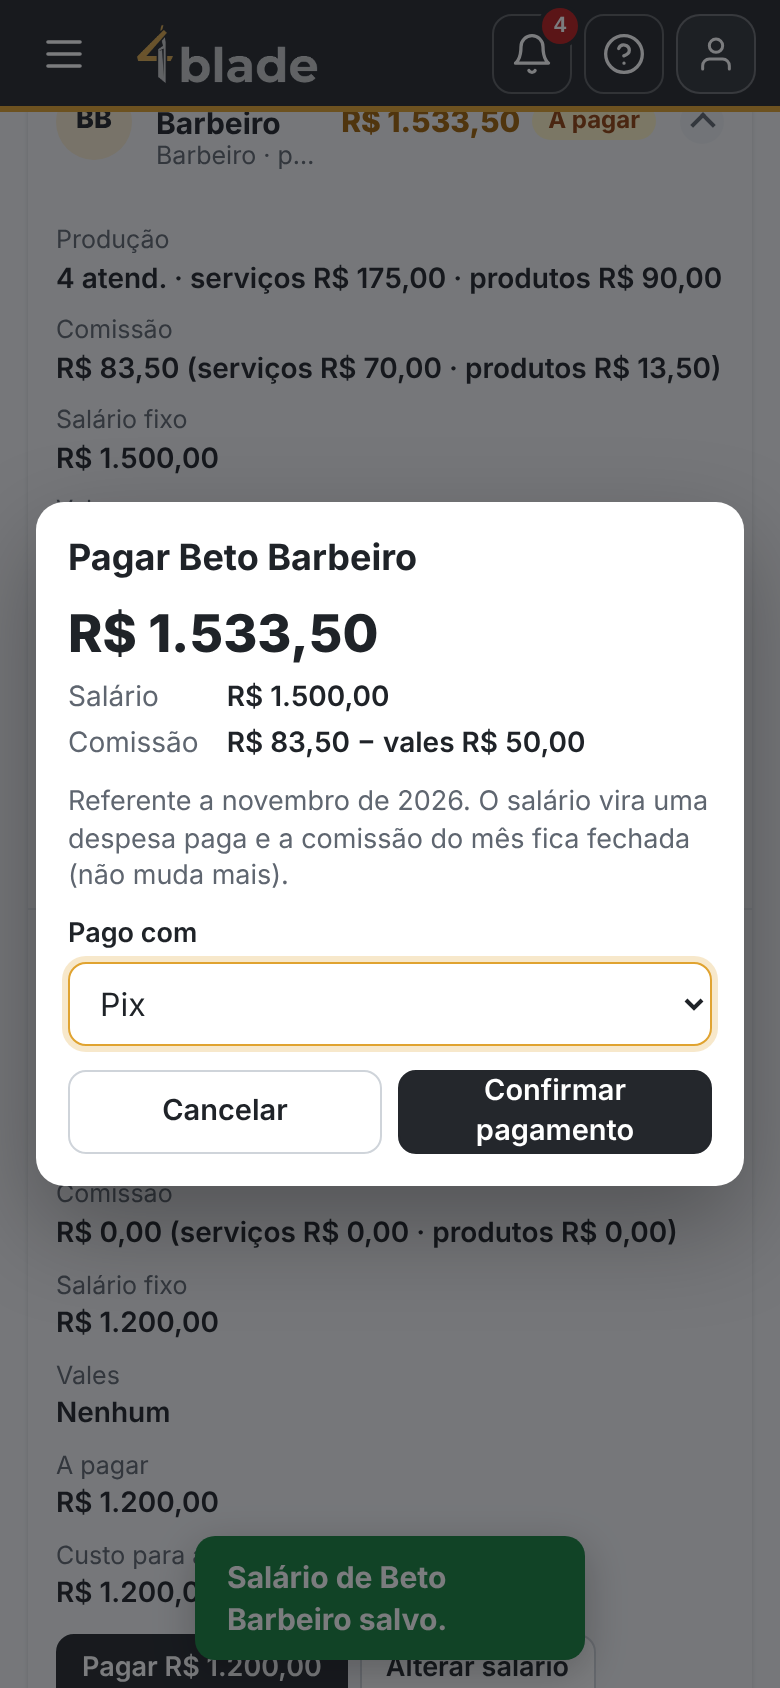 4blade
4
BB
Barbeiro
R$ 1.533,50
A pagar
Barbeiro · p...
Produção
4 atend. · serviços R$ 175,00 · produtos R$ 90,00
Comissão
R$ 83,50 (serviços R$ 70,00 · produtos R$ 13,50)
Salário fixo
R$ 1.500,00
Pagar Beto Barbeiro
R$ 1.533,50
Salário R$ 1.500,00
Comissão R$ 83,50 − vales R$ 50,00
Referente a novembro de 2026. O salário vira uma
despesa paga e a comissão do mês fica fechada
(não muda mais).
Pago com
Pix
Cancelar
Confirmar
pagamento
Comissão
R$ 0,00 (serviços R$ 0,00 · produtos R$ 0,00)
Salário fixo
R$ 1.200,00
Vales
Nenhum
A pagar
R$ 1.200,00
Custo para
R$ 1.200,0
Salário de Beto
Barbeiro salvo.
Pagar R$ 1.200,00
Alterar salário